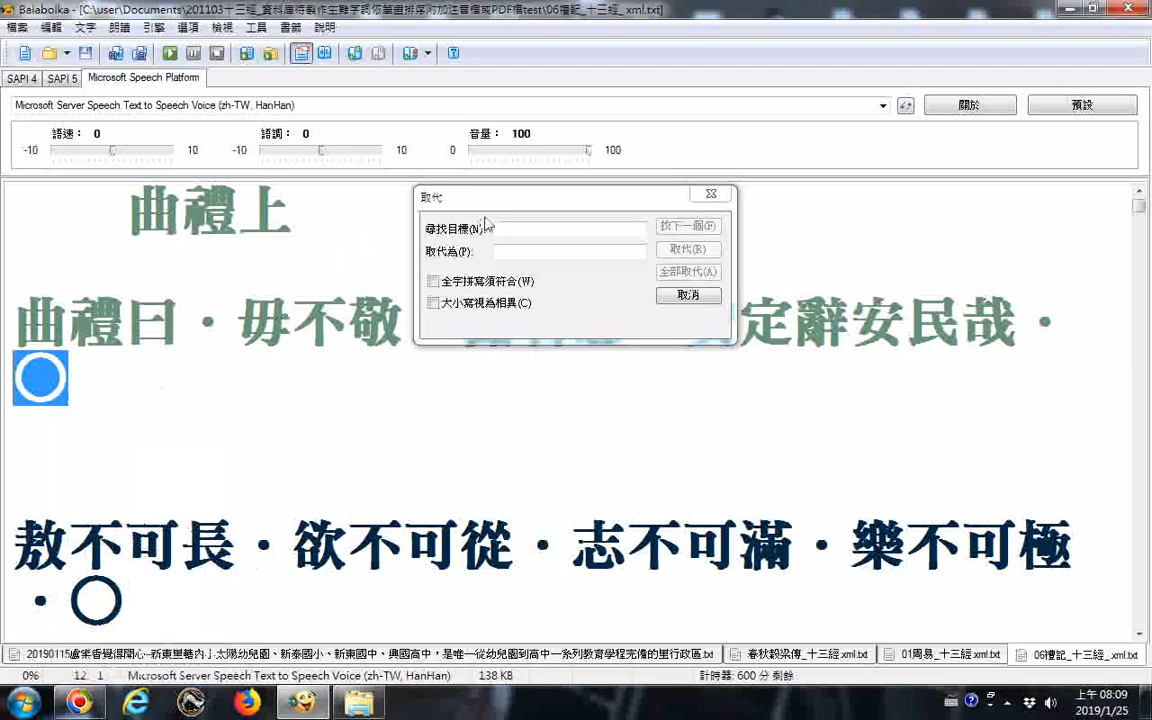 Balabolka - [C:\user\Documents\201103十三經_資料庫待製作生難字詞依筆畫排序附加注音檔或PDF檔test\06禮記_十三經_xml.txt]
檔案 編輯 文字 朗讀 引擎 選項 檢視 工具 書籤 說明
SAPI 4 SAPI 5 Microsoft Speech Platform
Microsoft Server Speech Text to Speech Voice (zh-TW, HanHan) 關於 預設
語速： 0 語調： 0 音量： 100
-10 10 -10 10 0 100
曲禮上
取代
尋找目標(N) 找下一個(F)
取代為(P): 取代(R)
全字拼寫須符合(W) 全部取代(A)
大小寫視為相異(C) 取消
曲禮曰．毋不敬 定辭安民哉．
○
敖不可長．欲不可從．志不可滿．樂不可極
．○
春秋穀梁傳_十三經xml.txt 01周易_十三經xml.txt 06禮記_十三經_xml.txt
0% 12: 1 Microsoft Server Speech Text to Speech Voice (zh-TW, HanHan) 138 KB 計時器: 600 分 剩餘
上午 08:09
2019/1/25